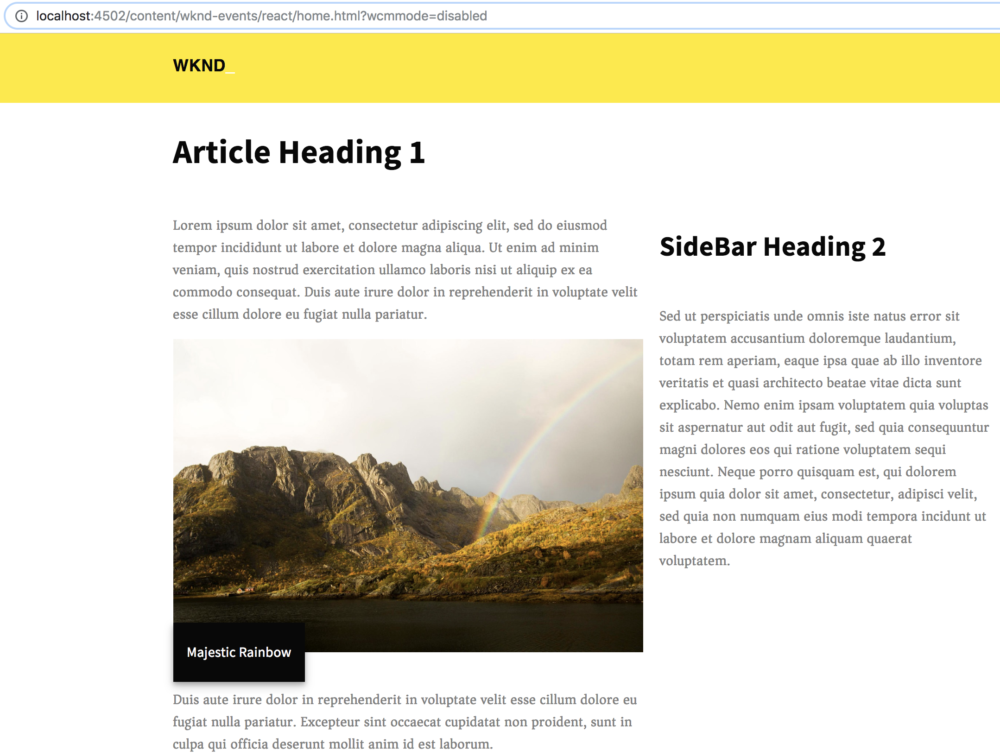 localhost:4502/content/wknd-events/react/home.html?wcmmode=disabled
WKND_
Article Heading 1
Lorem ipsum dolor sit amet, consectetur adipiscing elit, sed do eiusmod
tempor incididunt ut labore et dolore magna aliqua. Ut enim ad minim
veniam, quis nostrud exercitation ullamco laboris nisi ut aliquip ex ea
commodo consequat. Duis aute irure dolor in reprehenderit in voluptate velit
esse cillum dolore eu fugiat nulla pariatur.
Majestic Rainbow
Duis aute irure dolor in reprehenderit in voluptate velit esse cillum dolore eu
fugiat nulla pariatur. Excepteur sint occaecat cupidatat non proident, sunt in
culpa qui officia deserunt mollit anim id est laborum.
SideBar Heading 2
Sed ut perspiciatis unde omnis iste natus error sit
voluptatem accusantium doloremque laudantium,
totam rem aperiam, eaque ipsa quae ab illo inventore
veritatis et quasi architecto beatae vitae dicta sunt
explicabo. Nemo enim ipsam voluptatem quia voluptas
sit aspernatur aut odit aut fugit, sed quia consequuntur
magni dolores eos qui ratione voluptatem sequi
nesciunt. Neque porro quisquam est, qui dolorem
ipsum quia dolor sit amet, consectetur, adipisci velit,
sed quia non numquam eius modi tempora incidunt ut
labore et dolore magnam aliquam quaerat
voluptatem.